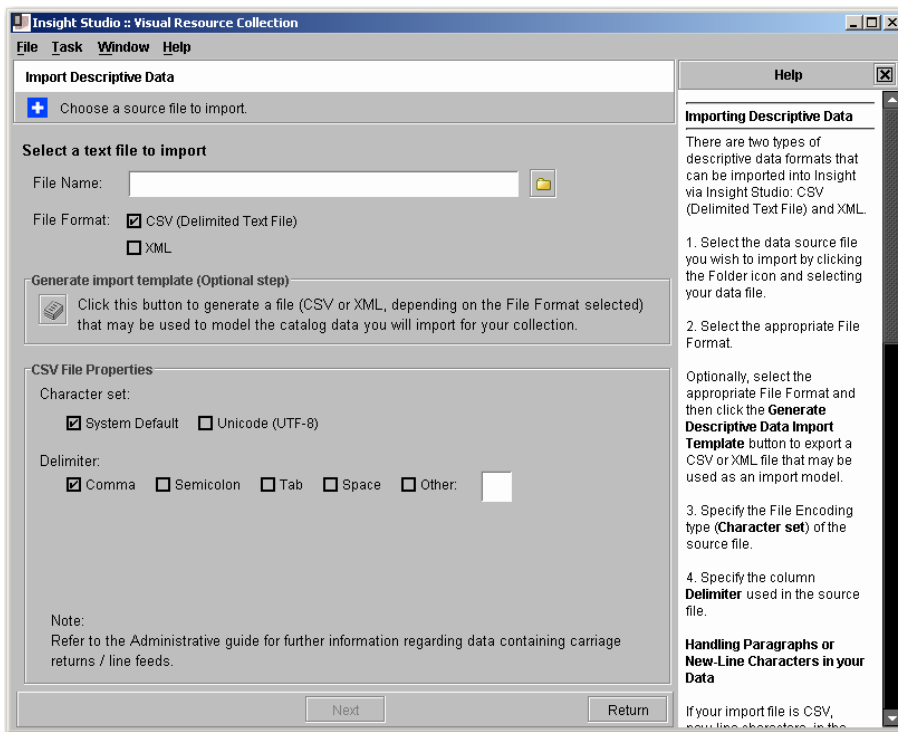 Insight Studio :: Visual Resource Collection
File Task Window Help
Import Descriptive Data
Choose a source file to import.
Select a text file to import
File Name:
File Format: CSV (Delimited Text File)
XML
Generate import template (Optional step)
Click this button to generate a file (CSV or XML, depending on the File Format selected)
that may be used to model the catalog data you will import for your collection.
CSV File Properties
Character set:
System Default Unicode (UTF-8)
Delimiter:
Comma Semicolon Tab Space Other:
Note:
Refer to the Administrative guide for further information regarding data containing carriage
returns / line feeds.
Next Return
Help
Importing Descriptive Data
There are two types of
descriptive data formats that
can be imported into Insight
via Insight Studio: CSV
(Delimited Text File) and XML.
1. Select the data source file
you wish to import by clicking
the Folder icon and selecting
your data file.
2. Select the appropriate File
Format.
Optionally, select the
appropriate File Format and
then click the Generate
Descriptive Data Import
Template button to export a
CSV or XML file that may be
used as an import model.
3. Specify the File Encoding
type (Character set) of the
source file.
4. Specify the column
Delimiter used in the source
file.
Handling Paragraphs or
New-Line Characters in your
Data
If your import file is CSV,
new line characters, in the